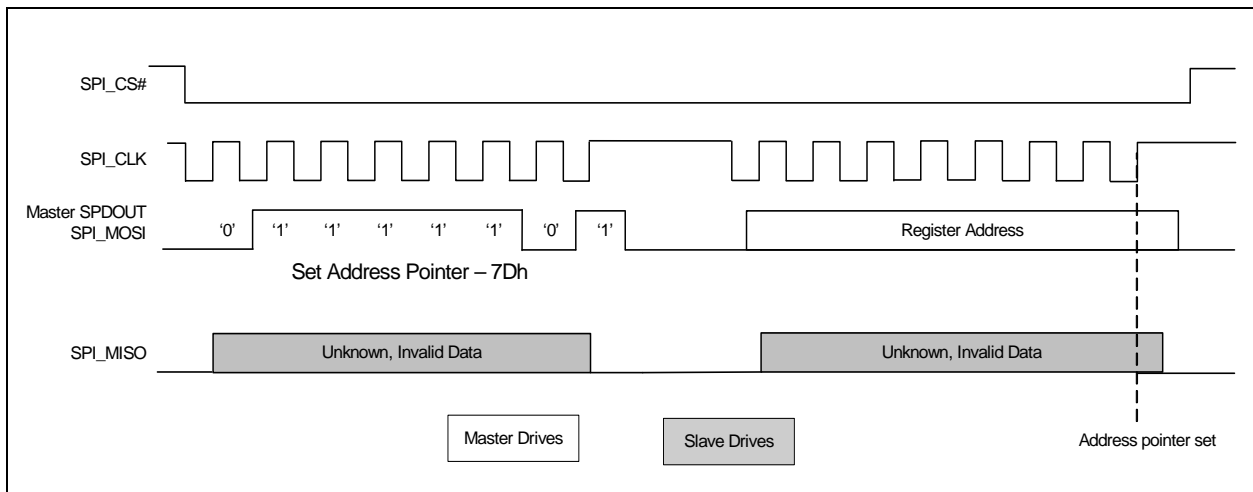 SPI_CS#
SPI_CLK
Master SPDOUT
SPI_MOSI
‘0’ ‘1’ ‘1’ ‘1’ ‘1’ ‘1’ ‘0’ ‘1’
Register Address
Set Address Pointer – 7Dh
SPI_MISO
Unknown, Invalid Data
Unknown, Invalid Data
Master Drives
Slave Drives
Address pointer set